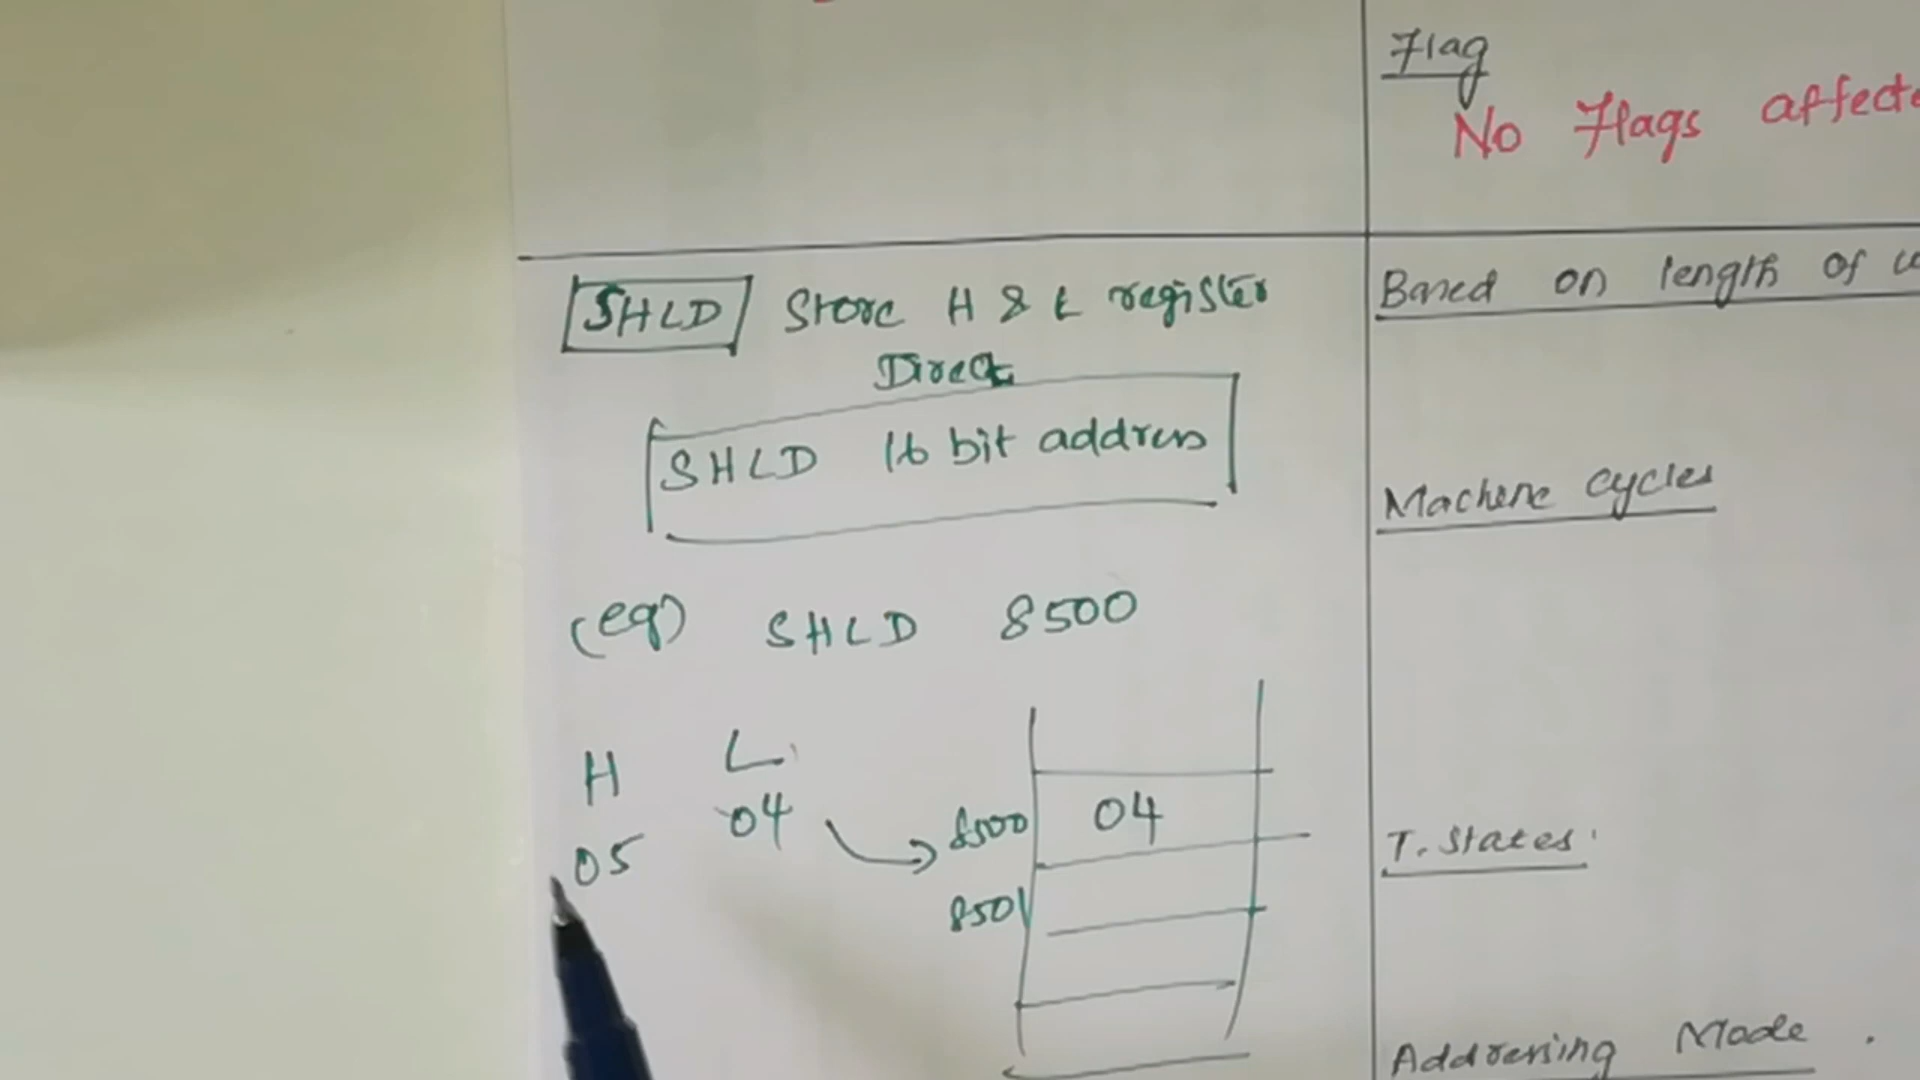 Flag
No Flags affecte
SHLD Store H & L register
Direct
SHLD 16 bit address
(eg) SHLD 8500
H L
05 04
8500 04
8501
Based on length of
Machine cycles
T. States
Addressing Mode.